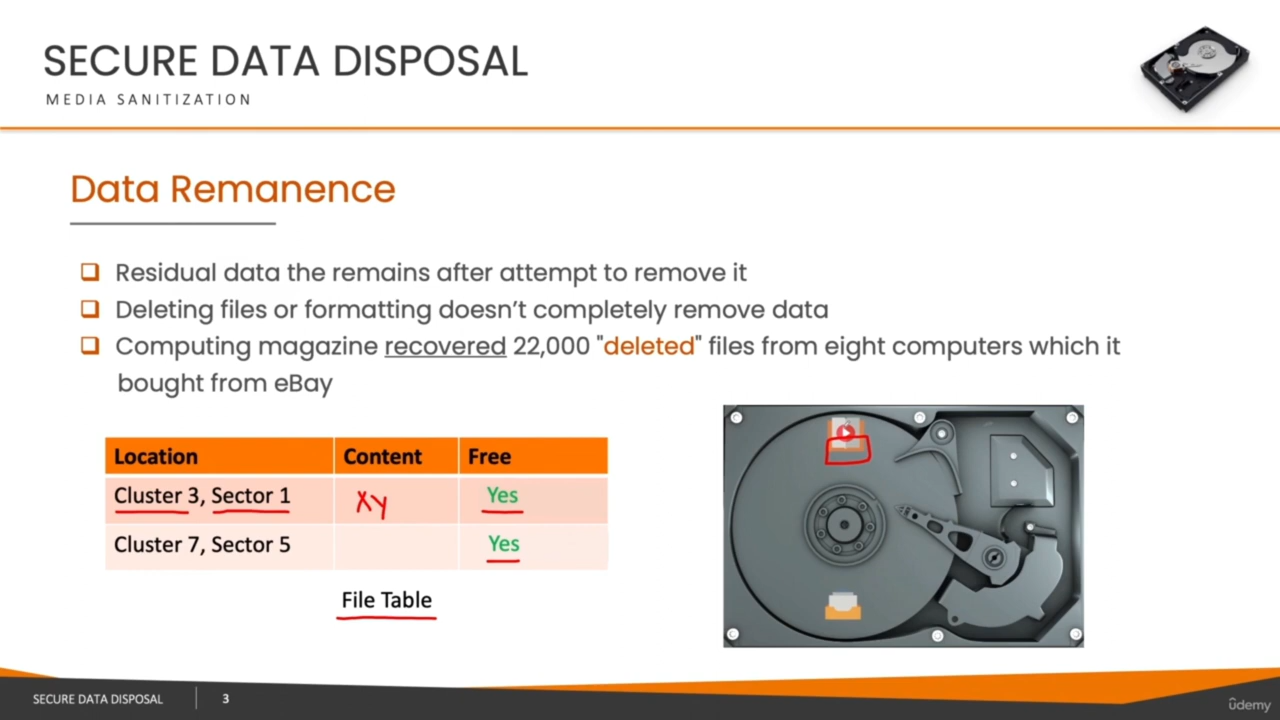 SECURE DATA DISPOSAL
MEDIA SANITIZATION
Data Remanence
Residual data the remains after attempt to remove it
Deleting files or formatting doesn't completely remove data
Computing magazine recovered 22,000 "deleted" files from eight computers which it
bought from eBay
Location Content Free
Cluster 3, Sector 1 xy Yes
Cluster 7, Sector 5 Yes
File Table
SECURE DATA DISPOSAL 3
udemy